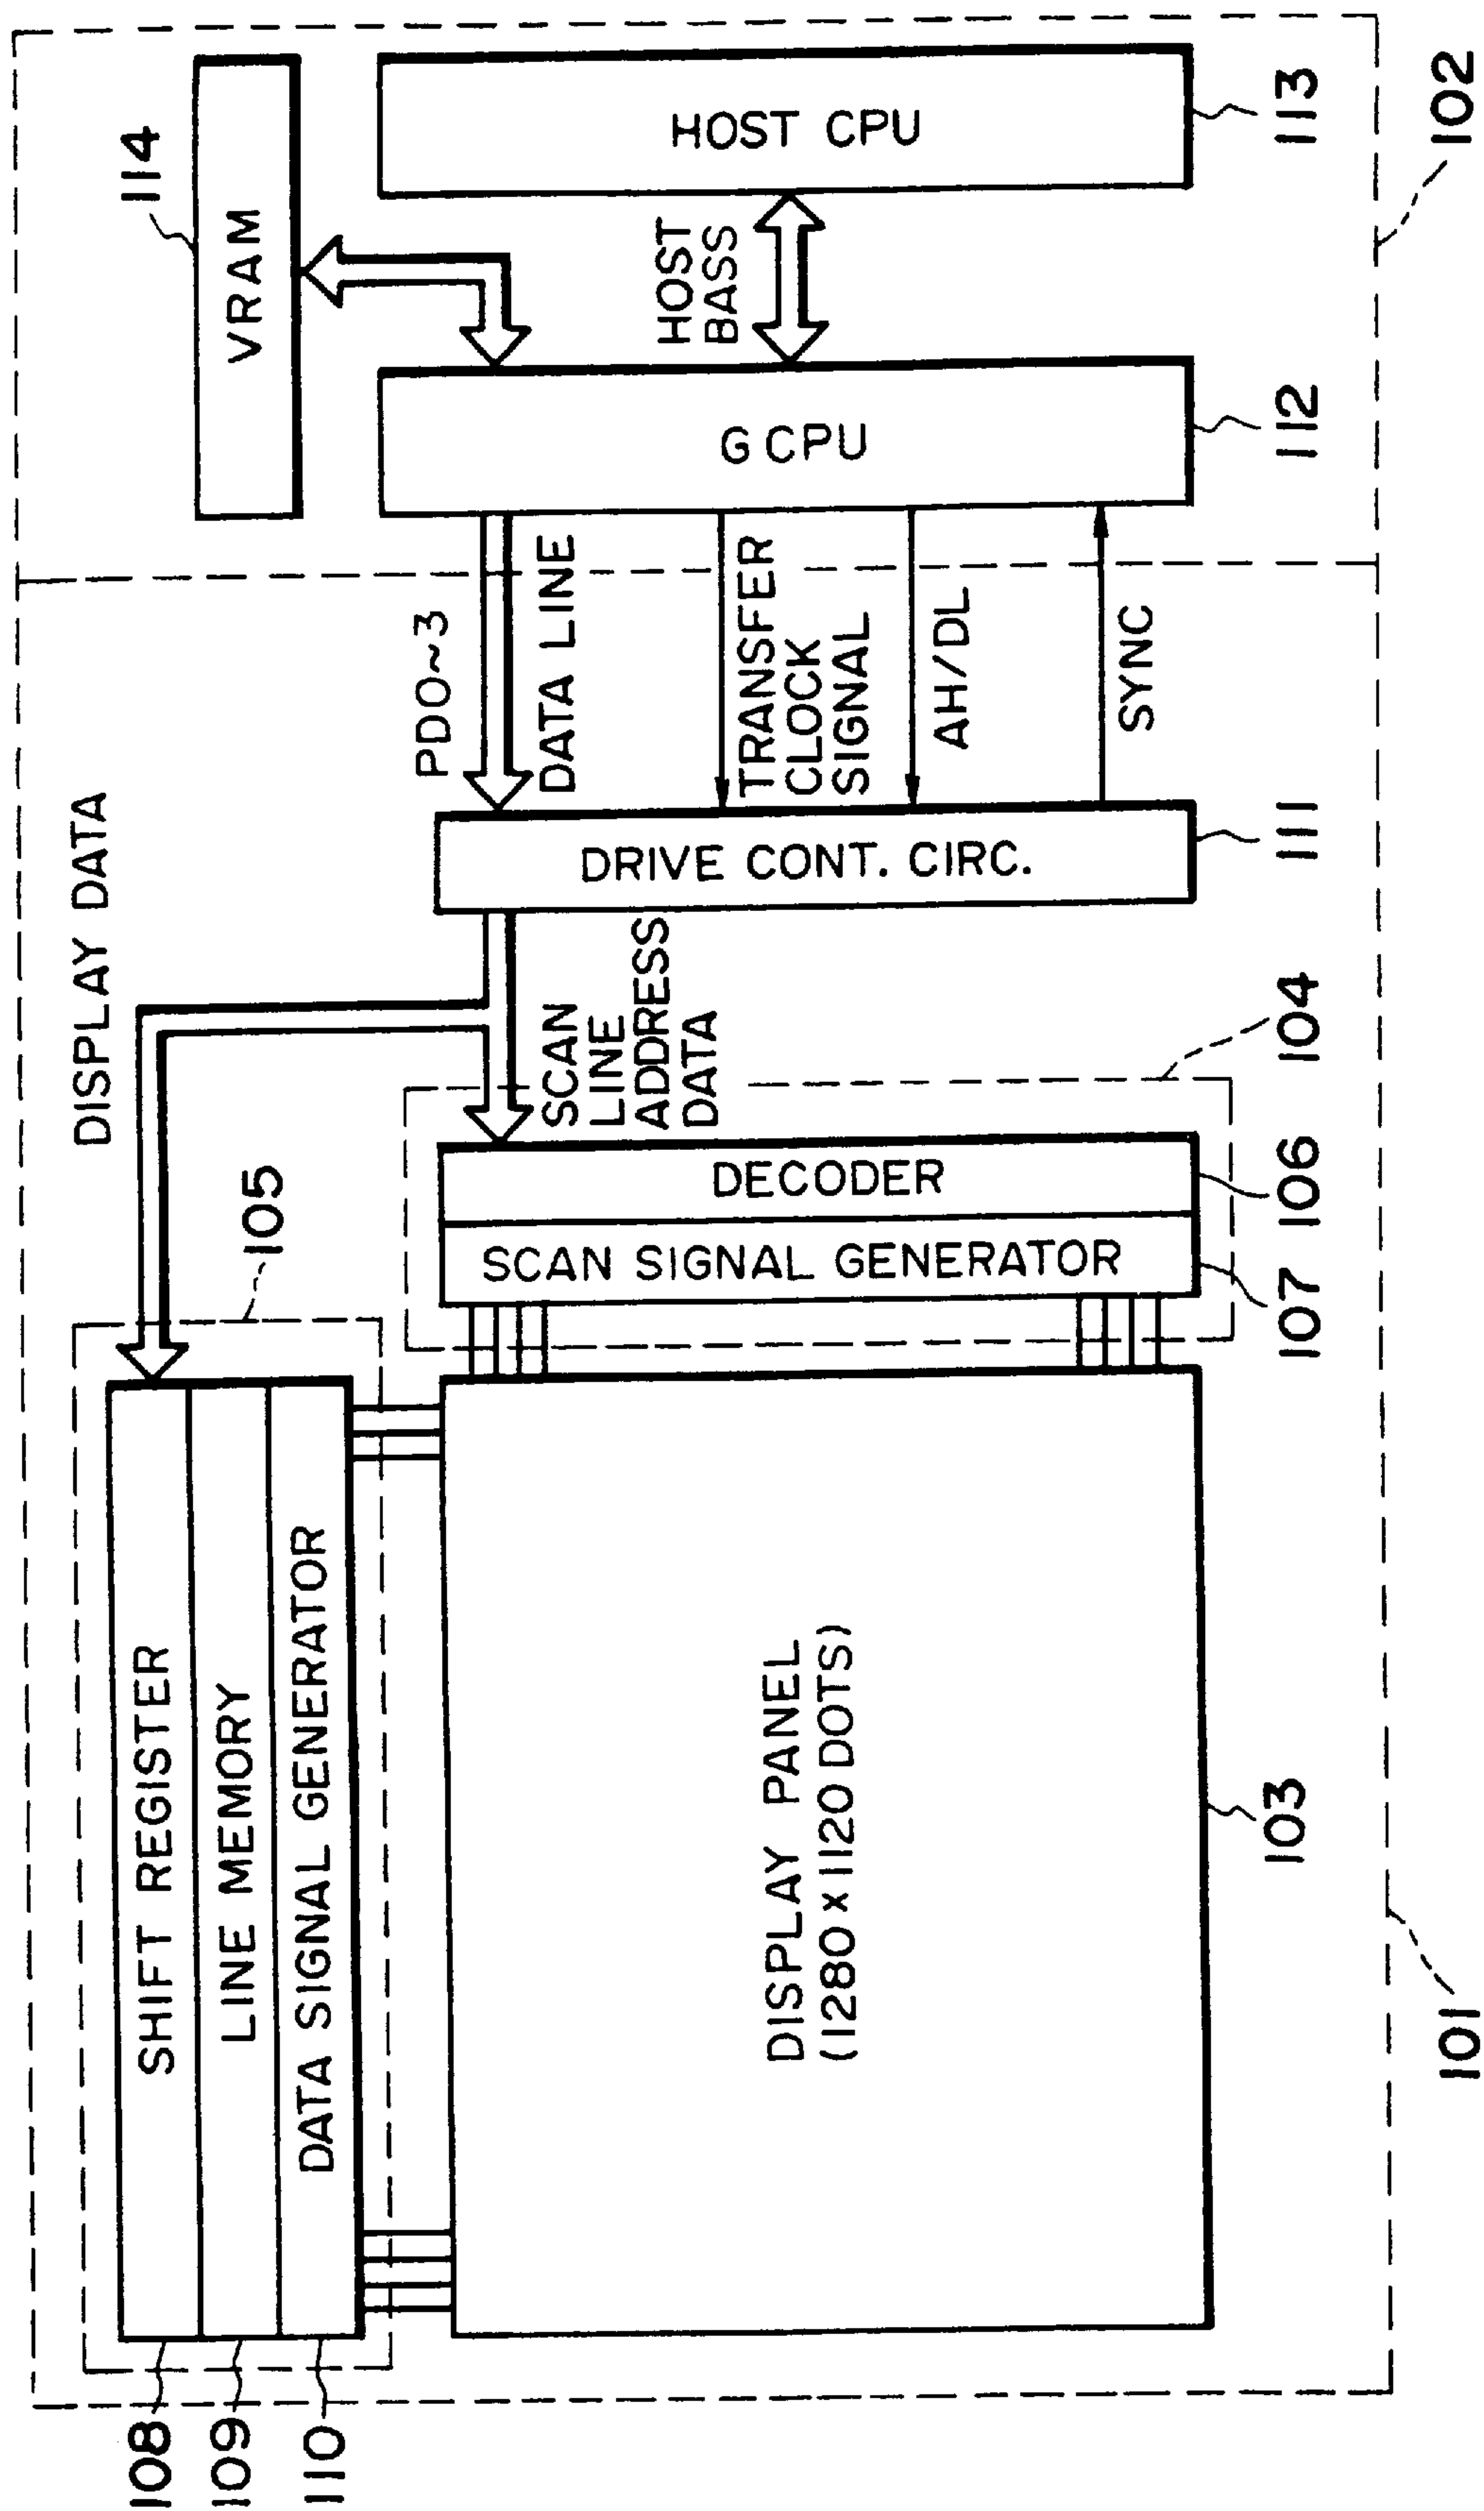 108
109
110
SHIFT REGISTER
LINE MEMORY
DATA SIGNAL GENERATOR
105
DISPLAY DATA
114
VRAM
PD0~3
DATA LINE
SCAN
LINE
ADDRESS
DATA
TRANSFER
CLOCK
SIGNAL
AH/DL
SYNC
HOST
BASS
HOST CPU
G CPU
DRIVE CONT. CIRC.
DECODER
SCAN SIGNAL GENERATOR
DISPLAY PANEL
(1280 x 1120 DOTS)
103
107
106
104
111
112
113
101
102